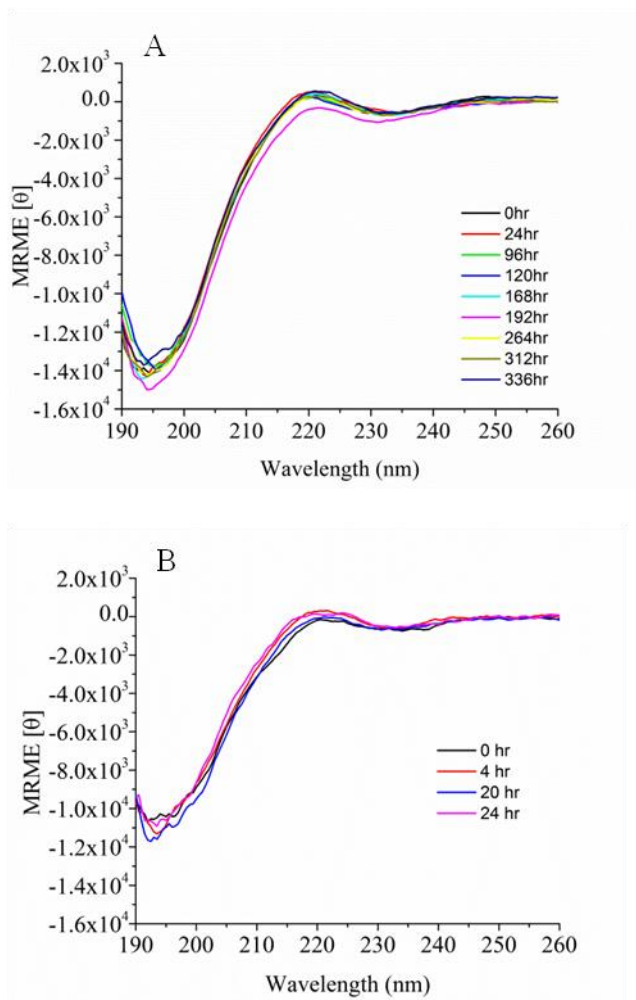 A
2.0x10³
0.0
-2.0x10³
-4.0x10³
-6.0x10³
-8.0x10³
-1.0x10⁴
-1.2x10⁴
-1.4x10⁴
-1.6x10⁴
MRME [θ]
0hr
24hr
96hr
120hr
168hr
192hr
264hr
312hr
336hr
190 200 210 220 230 240 250 260
Wavelength (nm)
B
2.0x10³
0.0
-2.0x10³
-4.0x10³
-6.0x10³
-8.0x10³
-1.0x10⁴
-1.2x10⁴
-1.4x10⁴
-1.6x10⁴
MRME [θ]
0 hr
4 hr
20 hr
24 hr
190 200 210 220 230 240 250 260
Wavelength (nm)